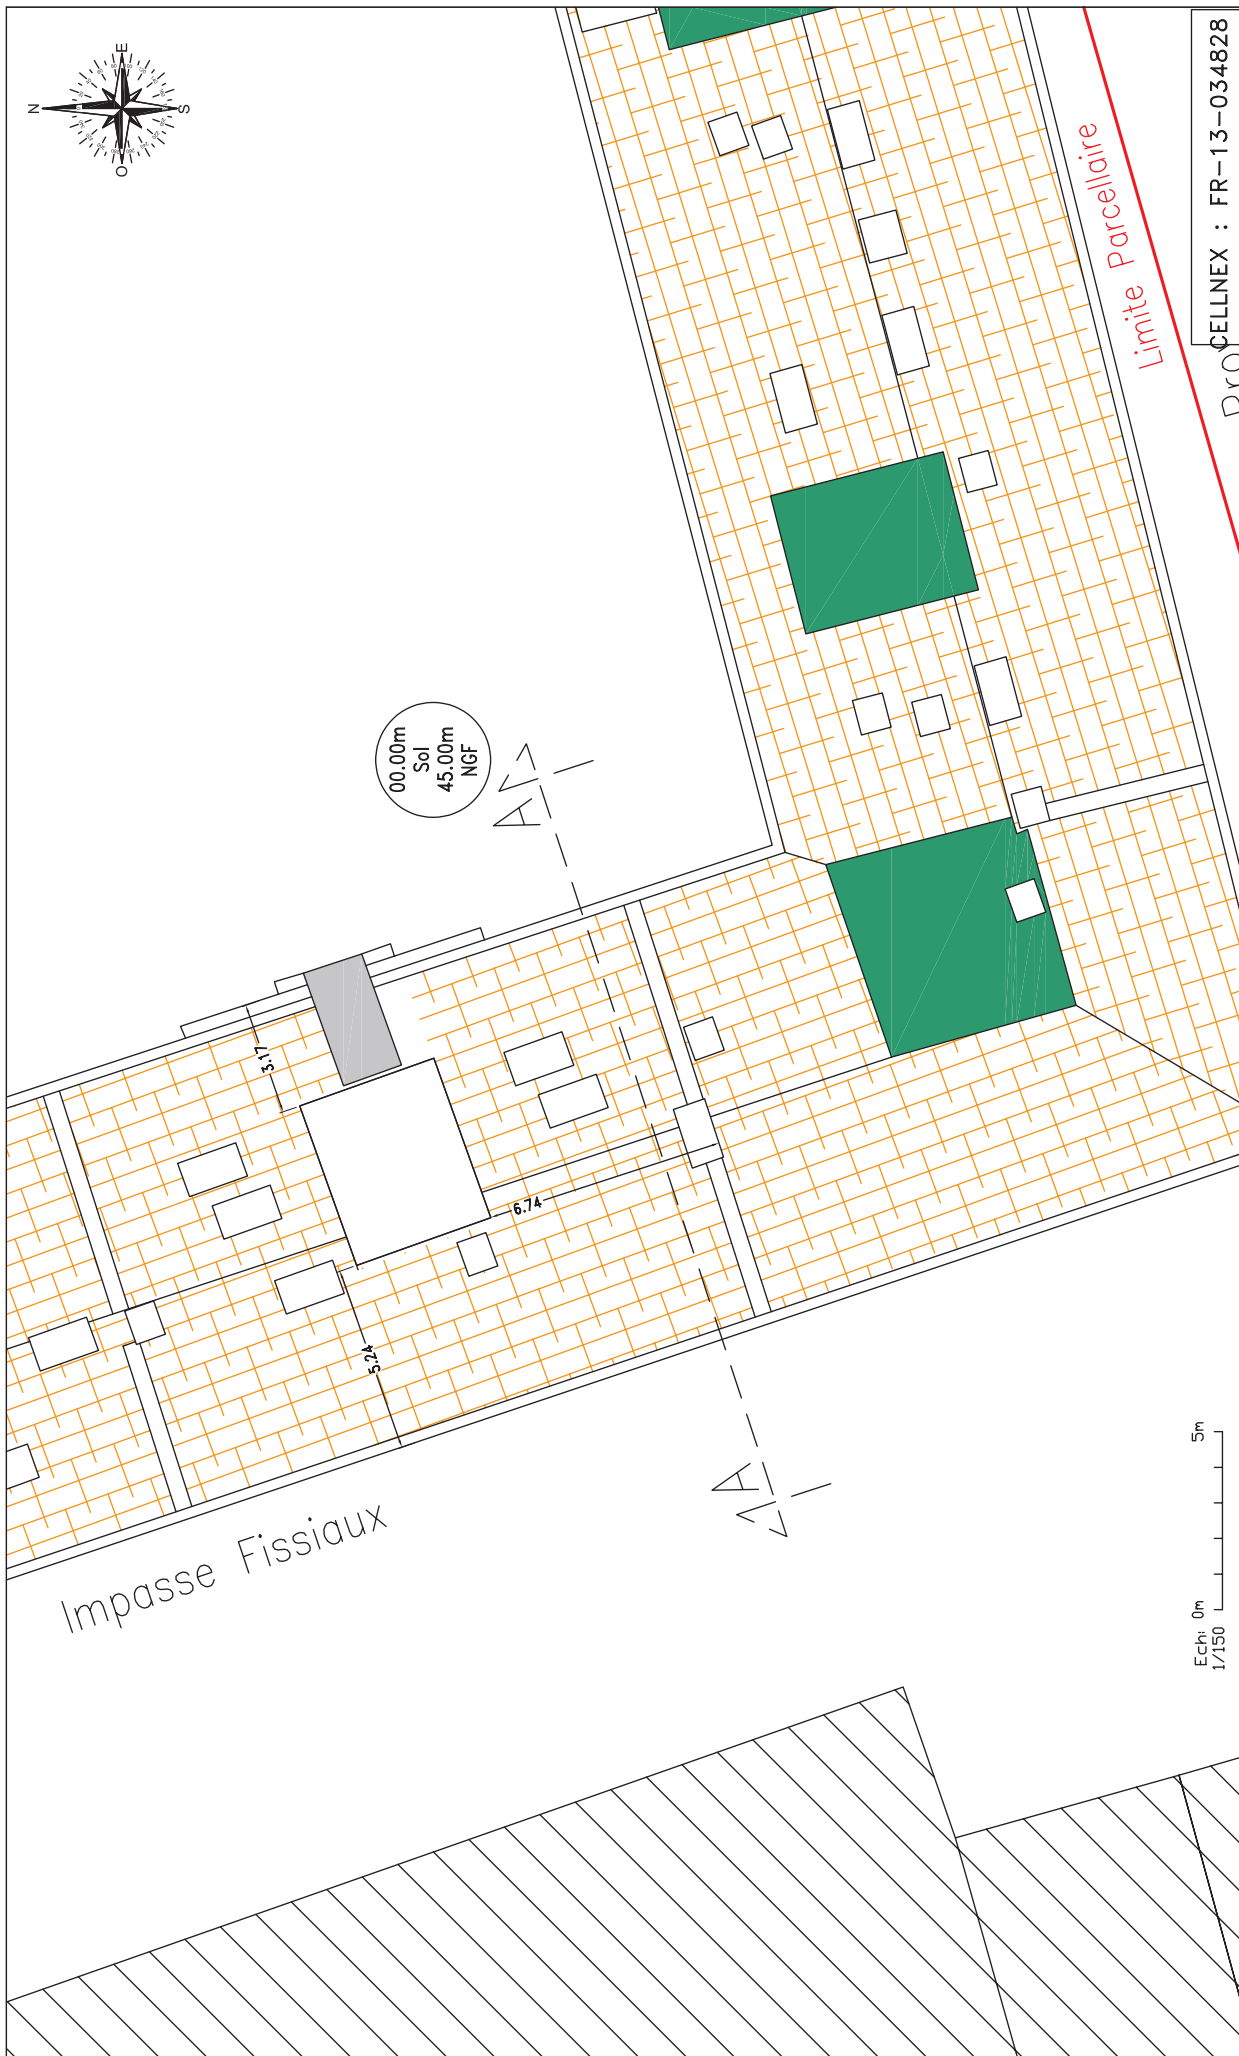 N
E
S
O
CELLNEX : FR-13-034828
Limite Parcellaire
00.00m
Sol
45.00m
NGF
A
3.17
6.74
5.24
A
Impasse Fissiaux
0m
5m
Ech:
1/150